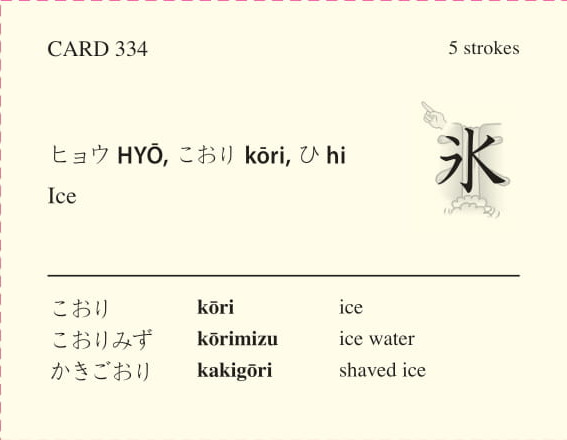 CARD 334
5 strokes
ヒョウ HYŌ, こおり kōri, ひ hi
氷
Ice
こおり kōri ice
こおりみず kōrimizu ice water
かきごおり kakigōri shaved ice